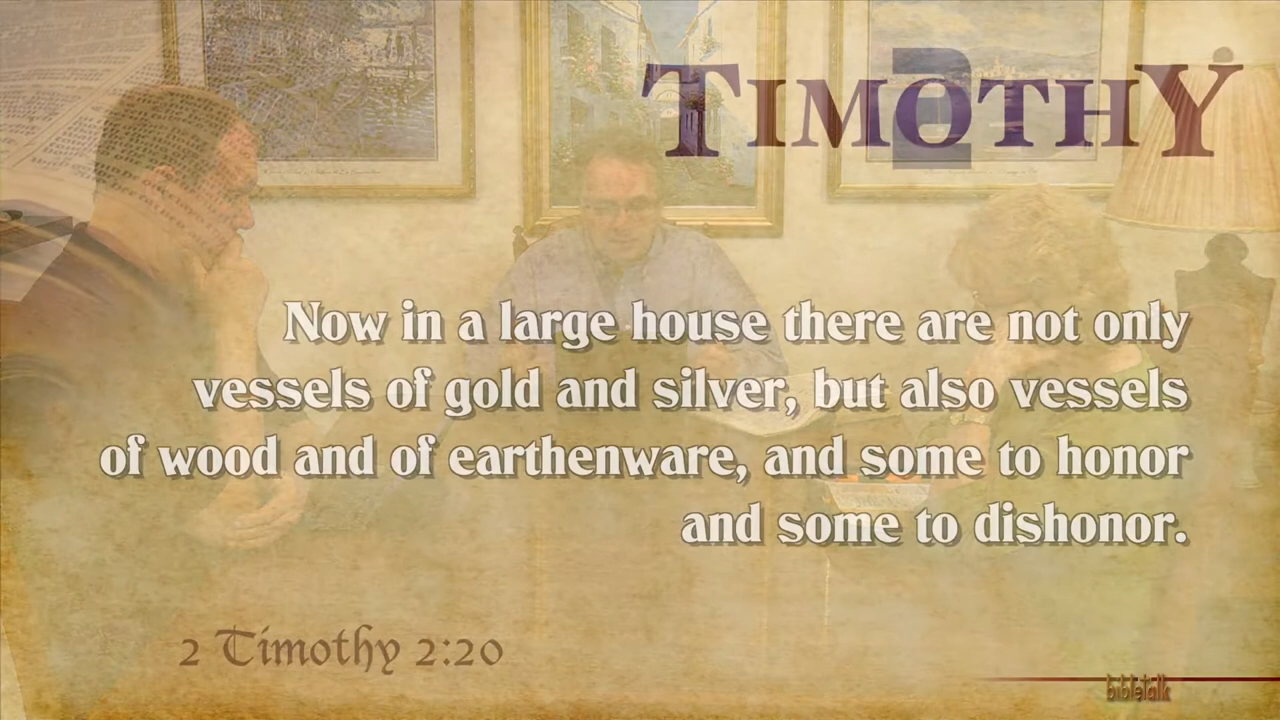 2
TIMOTHY
Now in a large house there are not only
vessels of gold and silver, but also vessels
of wood and of earthenware, and some to honor
and some to dishonor.
2 Timothy 2:20
bibletalk